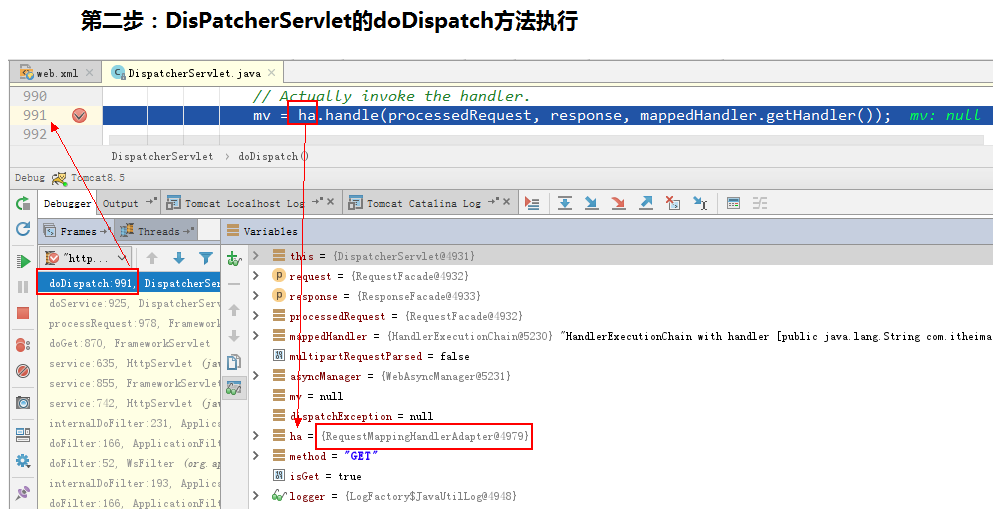 第二步：DisPatcherServlet的doDispatch方法执行
web.xml
DispatcherServlet.java
990
// Actually invoke the handler.
991
mv = ha.handle(processedRequest, response, mappedHandler.getHandler()); mv: null
992
DispatcherServlet > doDispatch()
Debug Tomcat8.5
Debugger Output Tomcat Localhost Log Tomcat Catalina Log
Frames Threads Variables
"http...
doDispatch:991, DispatcherSer
doService:925, DispatcherServ
processRequest:978, Framework
doGet:870, FrameworkServlet
service:635, HttpServlet (jav
service:855, FrameworkServlet
service:742, HttpServlet (jav
internalDoFilter:231, Applicat
doFilter:166, ApplicationFilt
doFilter:52, WsFilter (org.ap
internalDoFilter:193, Applicat
doFilter:166, ApplicationFilt
this = {DispatcherServlet@4931}
request = {RequestFacade@4932}
response = {ResponseFacade@4933}
processedRequest = {RequestFacade@4932}
mappedHandler = {HandlerExecutionChain@5230} "HandlerExecutionChain with handler [public java.lang.String com.itheima
multipartRequestParsed = false
asyncManager = {WebAsyncManager@5231}
mv = null
dispatchException = null
ha = {RequestMappingHandlerAdapter@4979}
method = "GET"
isGet = true
logger = {LogFactory$JavaUtilLog@4948}